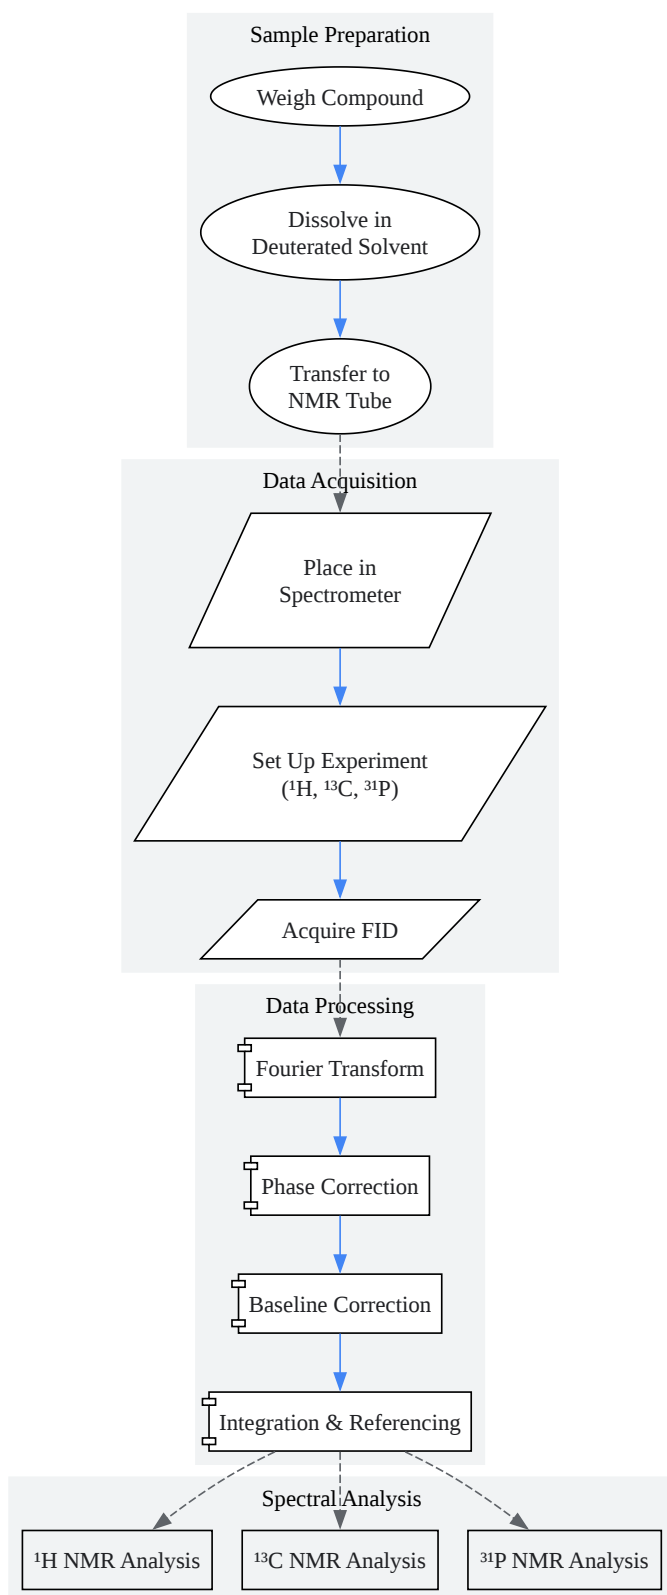 Sample Preparation
Weigh Compound
Dissolve in
Deuterated Solvent
Transfer to
NMR Tube
Data Acquisition
Place in
Spectrometer
Set Up Experiment
(¹H, ¹³C, ³¹P)
Acquire FID
Data Processing
Fourier Transform
Phase Correction
Baseline Correction
Integration & Referencing
Spectral Analysis
¹H NMR Analysis
¹³C NMR Analysis
³¹P NMR Analysis